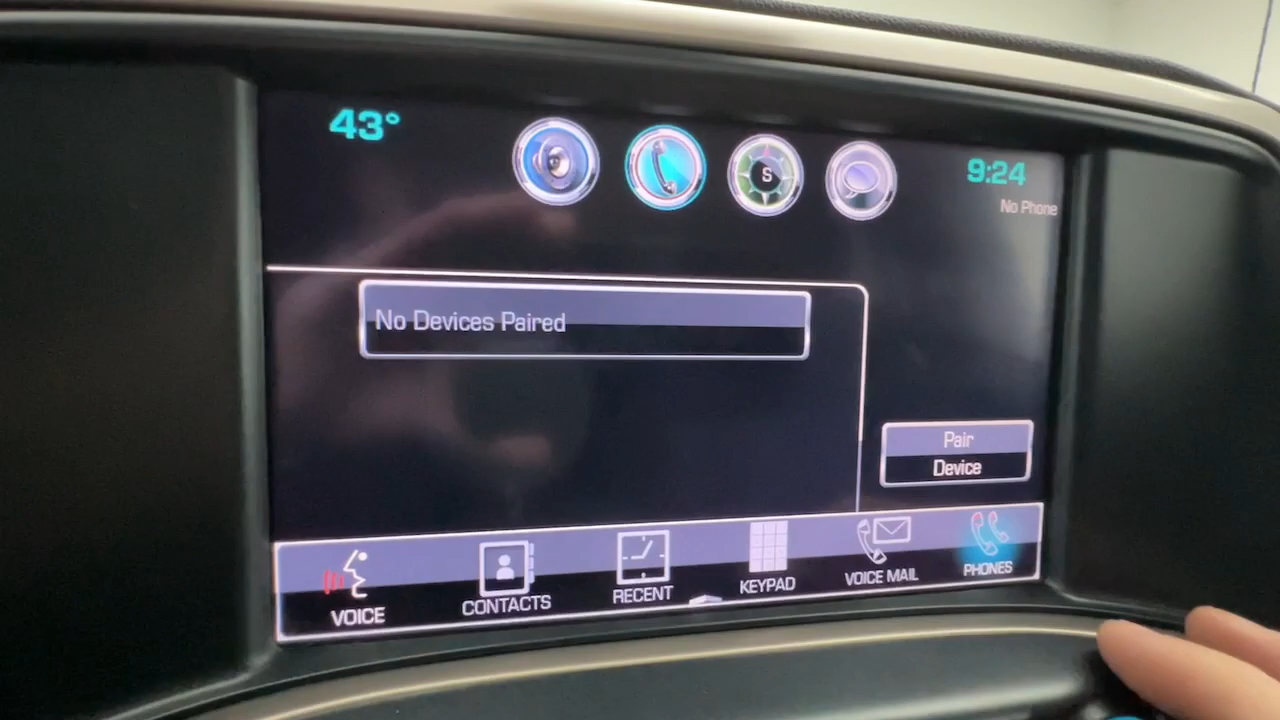 43°
S
9:24
No Phone
No Devices Paired
Pair
Device
VOICE
CONTACTS
RECENT
KEYPAD
VOICE MAIL
PHONES